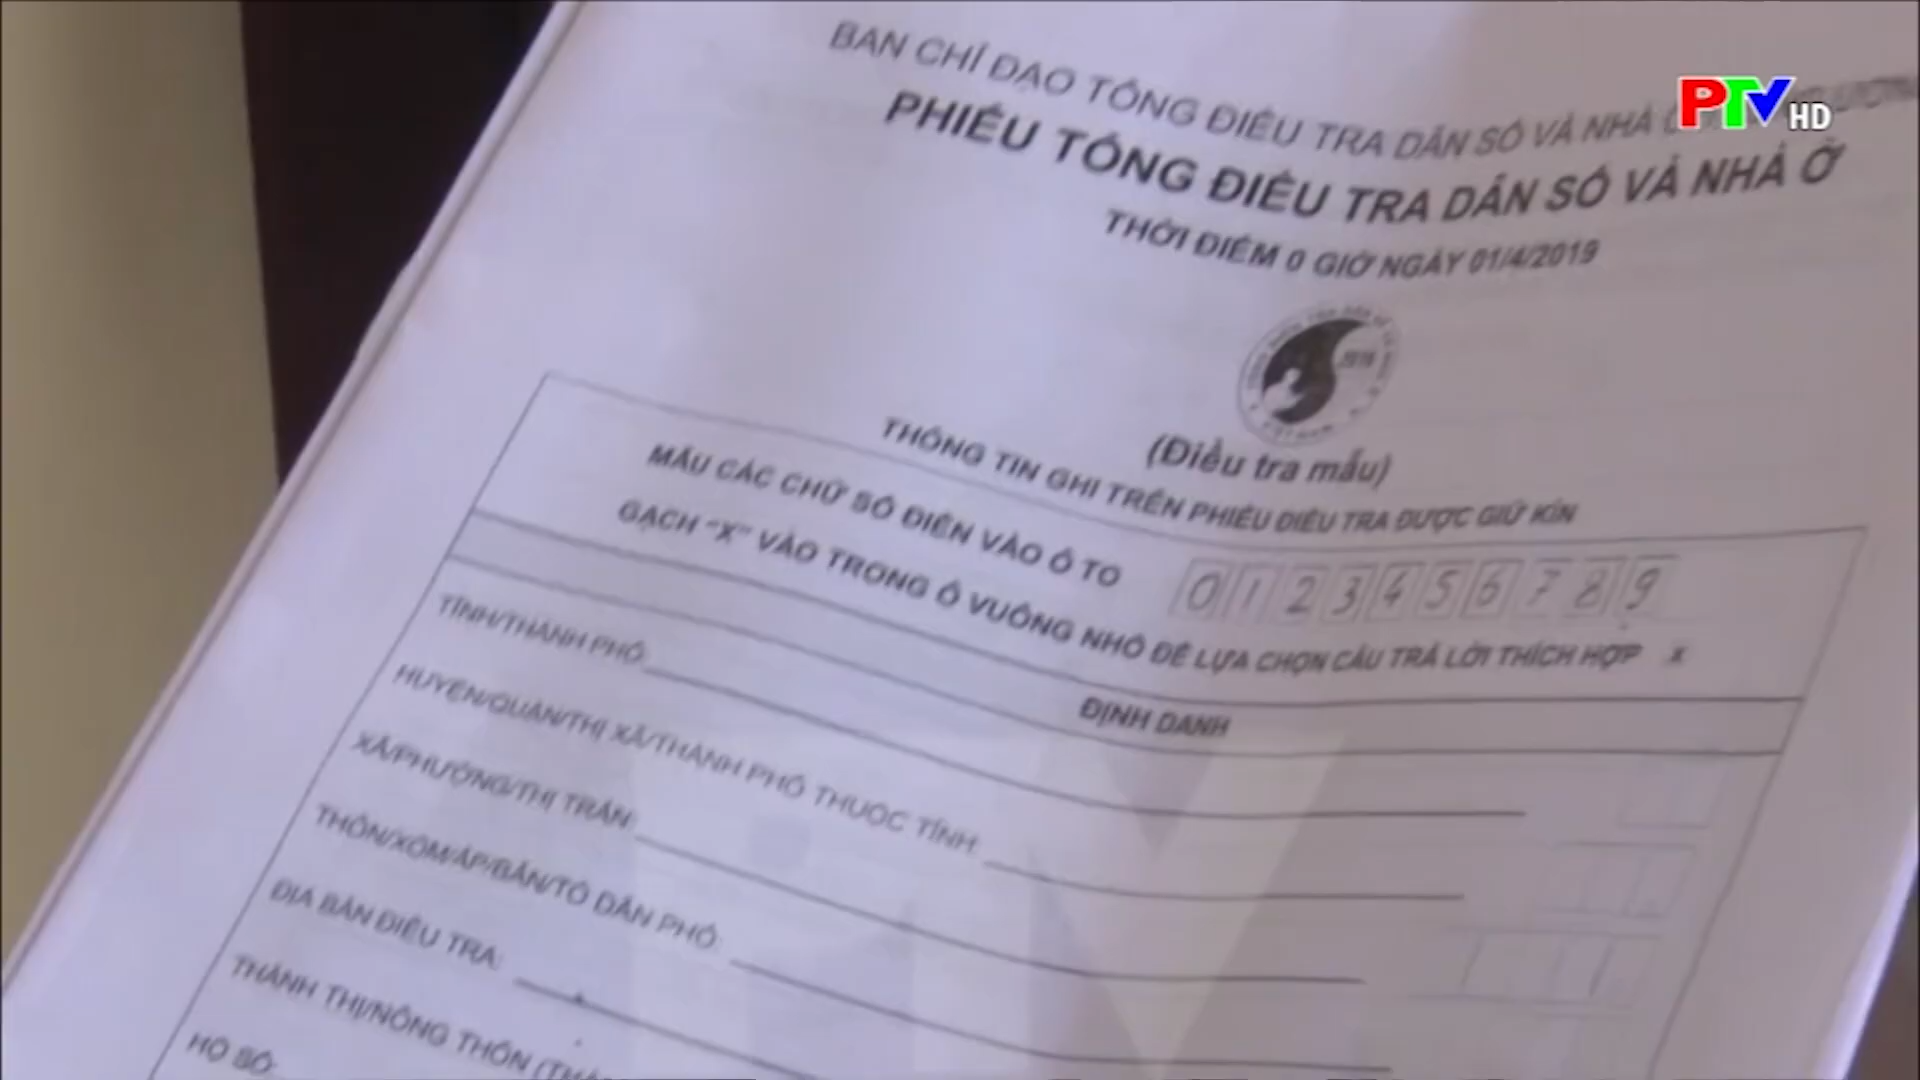 BAN CHỈ ĐẠO TỔNG ĐIỀU TRA DÂN SỐ VÀ NHÀ
PTV HD
PHIẾU TỔNG ĐIỀU TRA DÂN SỐ VÀ NHÀ Ở
THỜI ĐIỂM 0 GIỜ NGÀY 01/4/2019
2019
(Điều tra mẫu)
THÔNG TIN GHI TRÊN PHIẾU ĐIỀU TRA ĐƯỢC GIỮ KÍN
MẪU CÁC CHỮ SỐ ĐIỀN VÀO Ô TO 0 1 2 3 4 5 6 7 8 9
GẠCH "X" VÀO TRONG Ô VUÔNG NHỎ ĐỂ LỰA CHỌN CÂU TRẢ LỜI THÍCH HỢP x
ĐỊNH DANH
TỈNH/THÀNH PHỐ
HUYỆN/QUẬN/THỊ XÃ/THÀNH PHỐ THUỘC TỈNH:
XÃ/PHƯỜNG/THỊ TRẤN:
THÔN/XÓM/ẤP/BẢN/TỔ DÂN PHỐ:
ĐỊA BÀN ĐIỀU TRA:
THÀNH THỊ/NÔNG THÔN
HỘ SỐ: